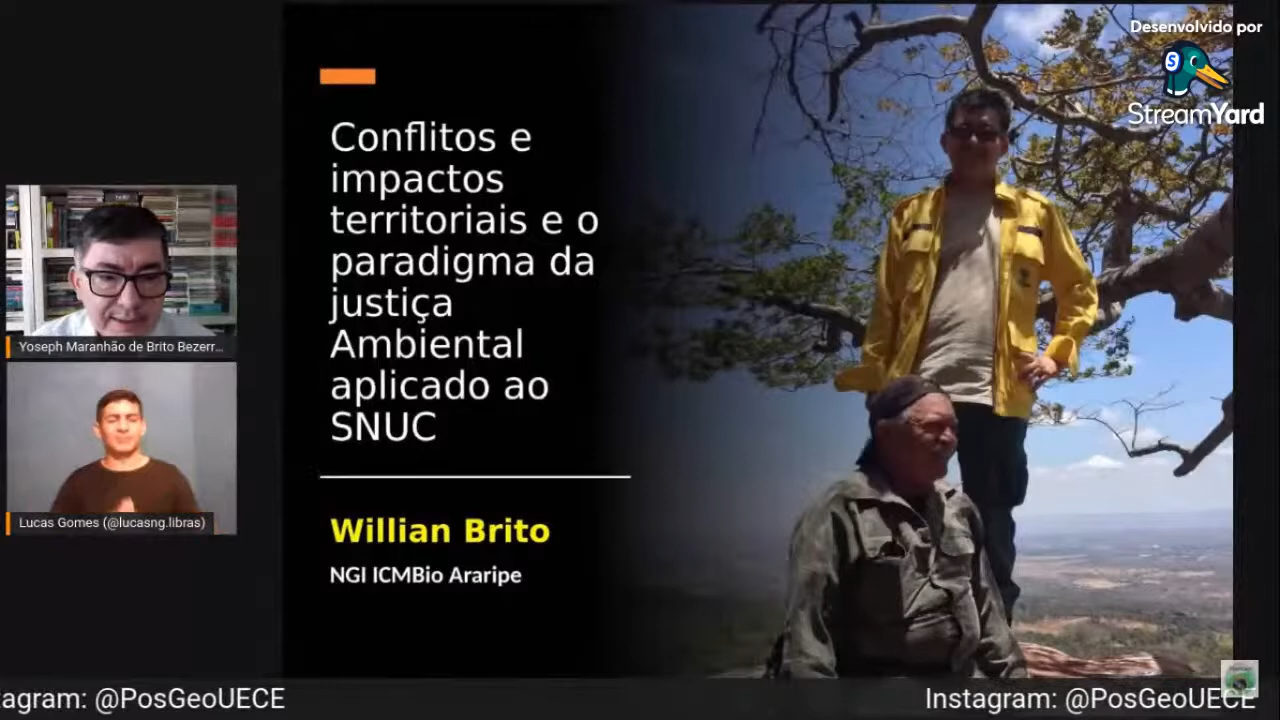 Desenvolvido por
StreamYard
Conflitos e
impactos
territoriais e o
paradigma da
justiça
Ambiental
aplicado ao
SNUC
Willian Brito
NGI ICMBio Araripe
Yoseph Maranhão de Brito Bezerr...
Lucas Gomes (@lucasng.libras)
tagram: @PosGeoUECE
Instagram: @PosGeoUECE